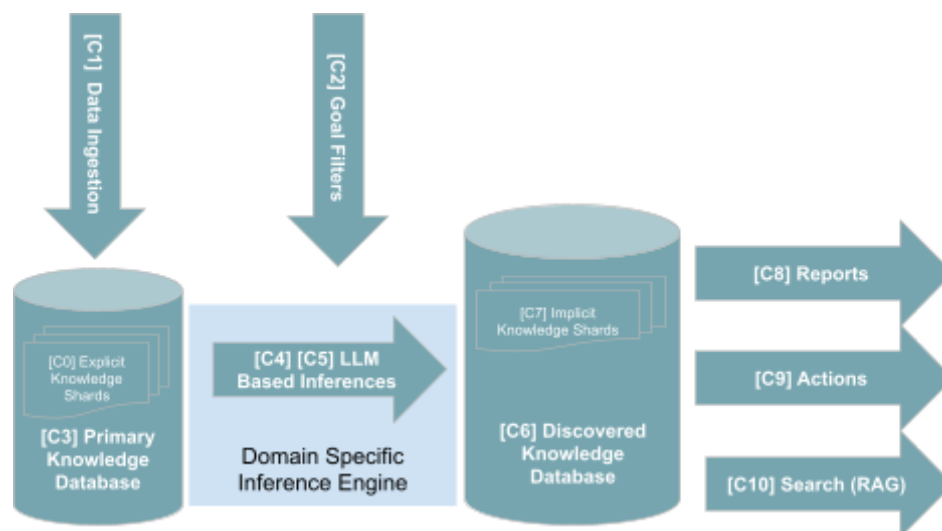 [C1] Data Ingestion
[C2] Goal Filters
[C0] Explicit
Knowledge
Shards
[C3] Primary
Knowledge
Database
[C4] [C5] LLM
Based Inferences
Domain Specific
Inference Engine
[C7] Implicit
Knowledge Shards
[C6] Discovered
Knowledge
Database
[C8] Reports
[C9] Actions
[C10] Search (RAG)